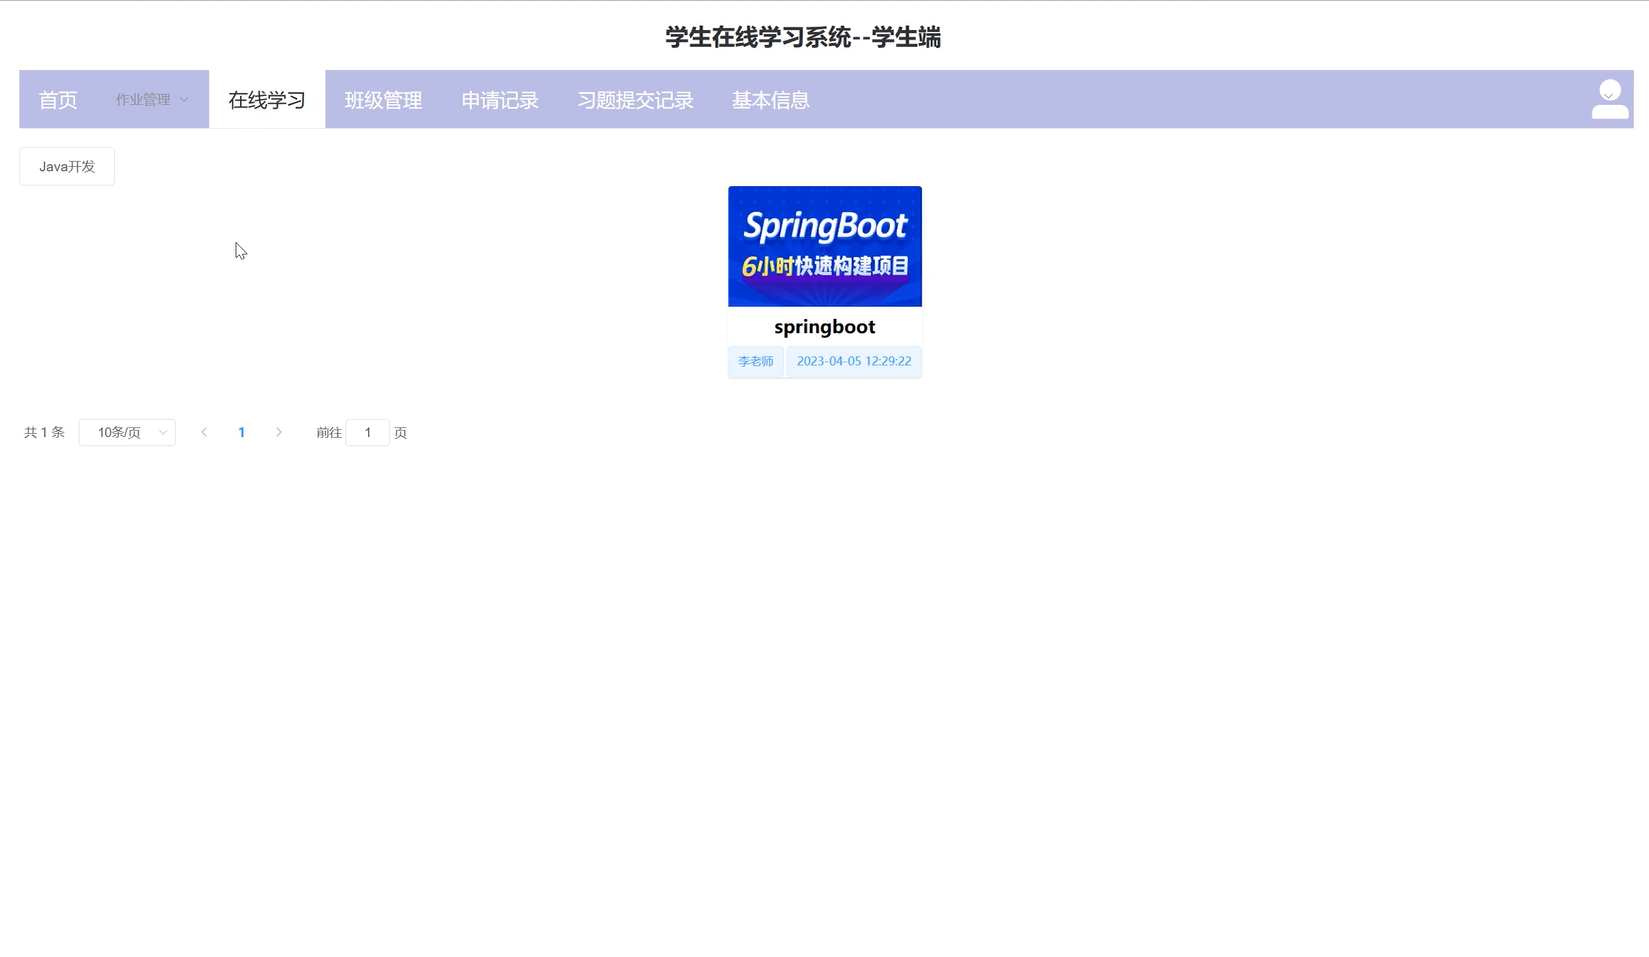 学生在线学习系统--学生端
首页 作业管理 在线学习 班级管理 申请记录 习题提交记录 基本信息
Java开发
SpringBoot
6小时快速构建项目
springboot
李老师 2023-04-05 12:29:22
共 1 条 10条/页 1 前往 1 页